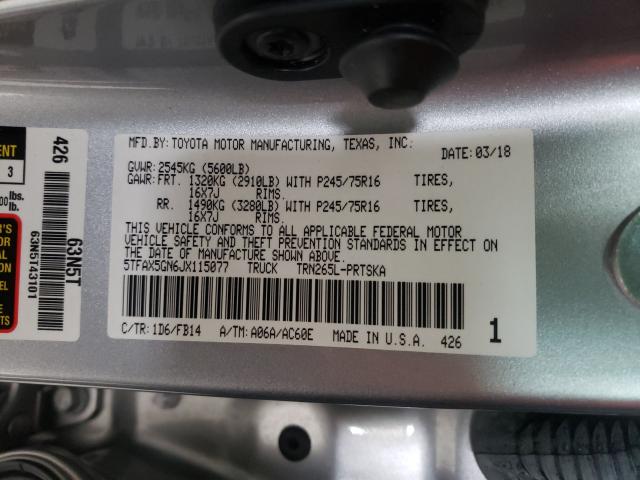 MFD.BY: TOYOTA MOTOR MANUFACTURING, TEXAS, INC.
DATE: 03/18
GVWR: 2545KG (5600LB)
GAWR: FRT. 1320KG (2910LB) WITH P245/75R16 TIRES,
16X7J RIMS.
RR. 1490KG (3280LB) WITH P245/75R16 TIRES,
16X7J RIMS.
THIS VEHICLE CONFORMS TO ALL APPLICABLE FEDERAL MOTOR
VEHICLE SAFETY AND THEFT PREVENTION STANDARDS IN EFFECT ON
THE DATE OF MANUFACTURE SHOWN ABOVE.
5TFAX5GN6JX115077 TRUCK TRN265L-PRTSKA
C/TR: 1D6/FB14 A/TM: A06A/AC60E MADE IN U.S.A. 426
1
426
63N5T
63N5T43101
3
lbs.
lb.